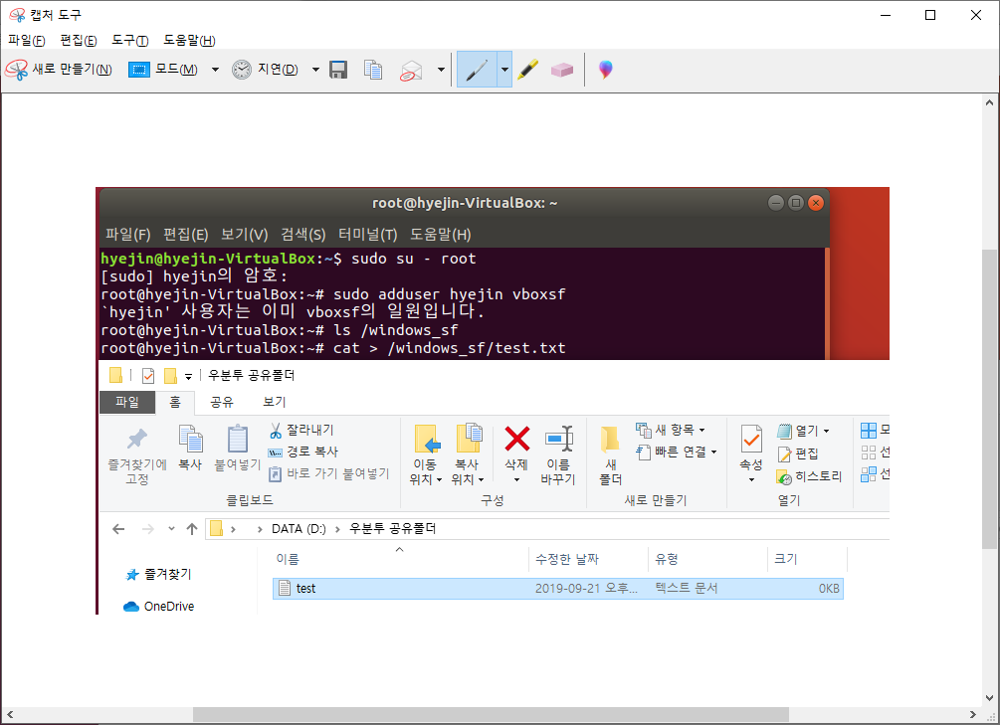 캡처 도구
파일(F) 편집(E) 도구(T) 도움말(H)
새로 만들기(N) 모드(M) 지연(D)
root@hyejin-VirtualBox: ~
파일(F) 편집(E) 보기(V) 검색(S) 터미널(T) 도움말(H)
hyejin@hyejin-VirtualBox:~$ sudo su - root
[sudo] hyejin의 암호:
root@hyejin-VirtualBox:~# sudo adduser hyejin vboxsf
`hyejin' 사용자는 이미 vboxsf의 일원입니다.
root@hyejin-VirtualBox:~# ls /windows_sf
root@hyejin-VirtualBox:~# cat > /windows_sf/test.txt
우분투 공유폴더
파일 홈 공유 보기
즐겨찾기에 고정
복사
붙여넣기
잘라내기
경로 복사
바로 가기 붙여넣기
클립보드
이동 위치
복사 위치
삭제
이름 바꾸기
구성
새 폴더
새 항목
빠른 연결
새로 만들기
속성
열기
편집
히스토리
열기
모
선
선
DATA (D:) › 우분투 공유폴더
이름 수정한 날짜 유형 크기
즐겨찾기
test 2019-09-21 오후... 텍스트 문서 0KB
OneDrive